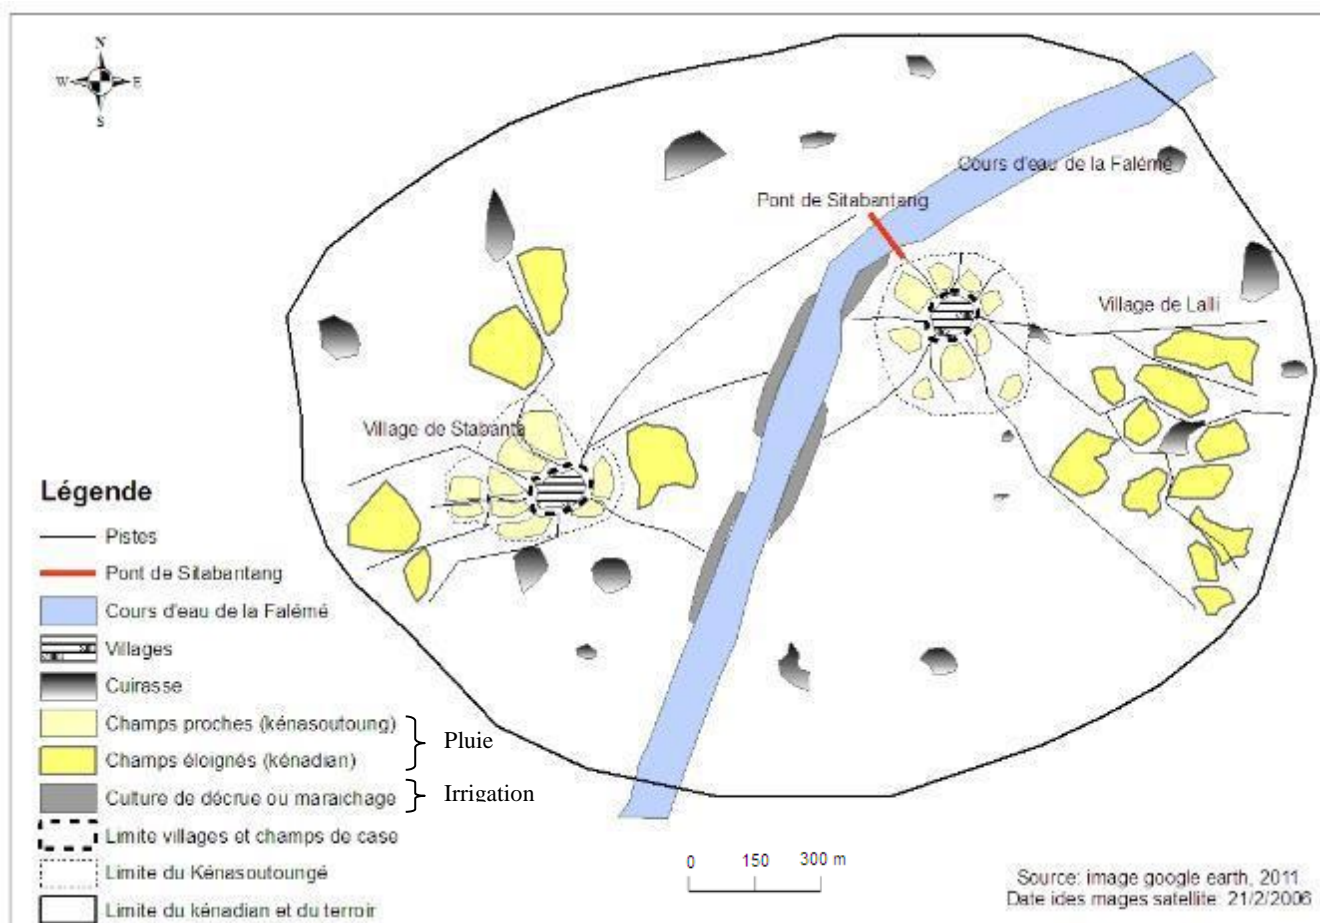 N
W E
S
Cours d'eau de la Falémé
Pont de Sitabantang
Village de Lalli
Village de Stabanta
Légende
Pistes
Pont de Sitabantang
Cours d'eau de la Falémé
Villages
Cuirasse
Champs proches (kénasoutoung)
Champs éloignés (kénadian)
Pluie
Culture de décrue ou maraichage
Irrigation
Limite villages et champs de case
Limite du Kénasoutoungé
Limite du kénadian et du terroir
0 150 300 m
Source: image google earth, 2011
Date ides mages satellite: 21/2/2006